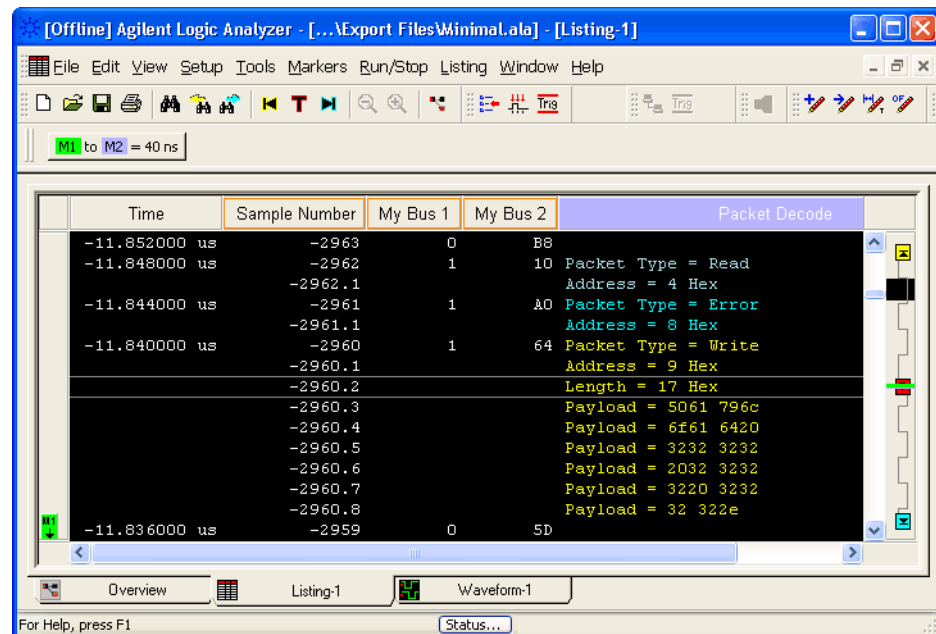 [Offline] Agilent Logic Analyzer - [...\Export Files\Minimal.ala] - [Listing-1]
File Edit View Setup Tools Markers Run/Stop Listing Window Help
T Trig Trig
M1 to M2 = 40 ns
Time Sample Number My Bus 1 My Bus 2 Packet Decode
-11.852000 us -2963 0 B8
-11.848000 us -2962 1 10 Packet Type = Read
-2962.1 Address = 4 Hex
-11.844000 us -2961 1 A0 Packet Type = Error
-2961.1 Address = 8 Hex
-11.840000 us -2960 1 64 Packet Type = Write
-2960.1 Address = 9 Hex
-2960.2 Length = 17 Hex
-2960.3 Payload = 5061 796c
-2960.4 Payload = 6f61 6420
-2960.5 Payload = 3232 3232
-2960.6 Payload = 2032 3232
-2960.7 Payload = 3220 3232
-2960.8 Payload = 32 322e
M1 -11.836000 us -2959 0 5D
Overview Listing-1 Waveform-1
For Help, press F1 Status...